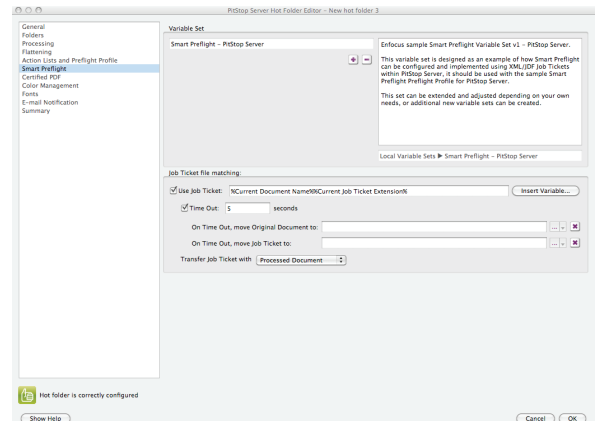 PitStop Server Hot Folder Editor - New hot folder 3
General
Folders
Processing
Flattening
Action Lists and Preflight Profile
Smart Preflight
Certified PDF
Color Management
Fonts
E-mail Notification
Summary
Variable Set
Smart Preflight - PitStop Server
+ -
Enfocus sample Smart Preflight Variable Set v1 - PitStop Server.
This variable set is designed as an example of how Smart Preflight
can be configured and implemented using XML/JDF Job Tickets
within PitStop Server, it should be used with the sample Smart
Preflight Preflight Profile for PitStop Server.
This set can be extended and adjusted depending on your own
needs, or additional new variable sets can be created.
Local Variable Sets ▶ Smart Preflight - PitStop Server
Job Ticket file matching:
Use Job Ticket: %Current Document Name%%Current Job Ticket Extension% Insert Variable...
Time Out: 5 seconds
On Time Out, move Original Document to: ...
On Time Out, move Job Ticket to: ...
Transfer Job Ticket with Processed Document
Hot folder is correctly configured
Show Help Cancel OK